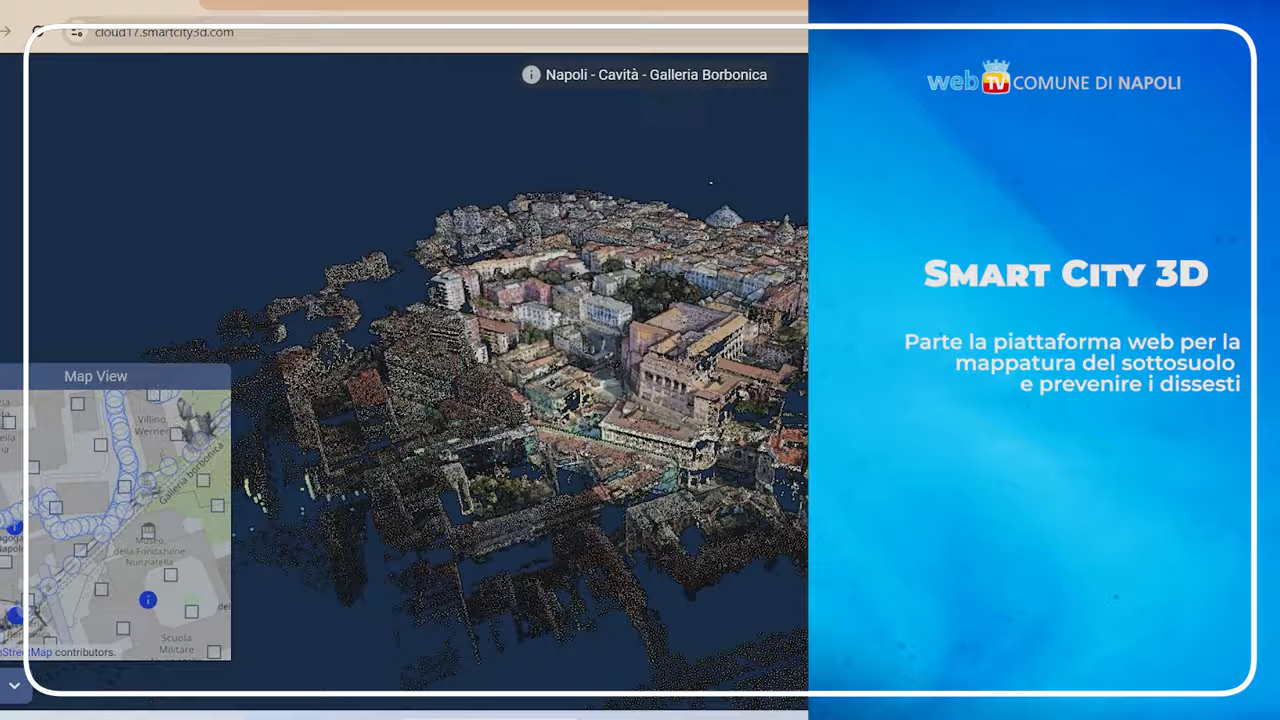 cloud17.smartcity3d.com
Napoli - Cavità - Galleria Borbonica
Map View
Villino
Werner
Galleria borbonica
Museo
della Fondazione
Nunziatella
Scuola
Militare
StreetMap contributors.
web TV COMUNE DI NAPOLI
SMART CITY 3D
Parte la piattaforma web per la
mappatura del sottosuolo
e prevenire i dissesti